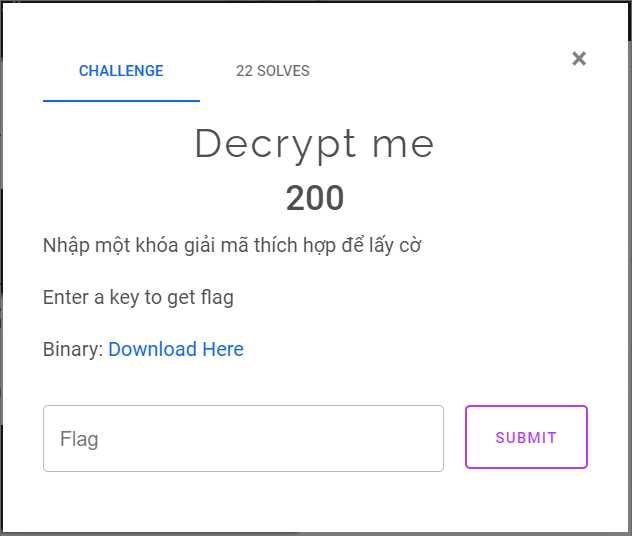 CHALLENGE
22 SOLVES
×
Decrypt me
200
Nhập một khóa giải mã thích hợp để lấy cờ
Enter a key to get flag
Binary: Download Here
Flag
SUBMIT